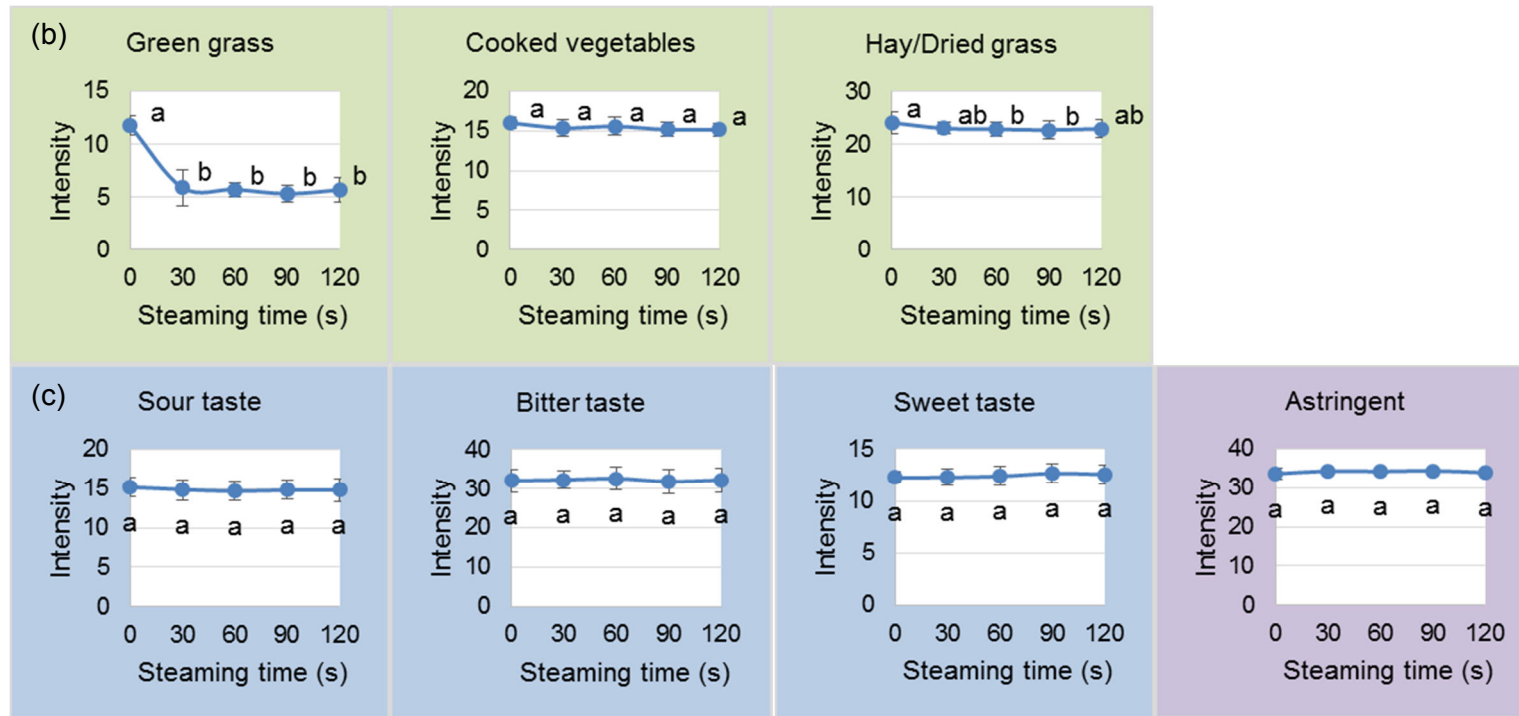 (b)
Green grass
Intensity
15
10
5
0
a
b
b
b
b
0 30 60 90 120
Steaming time (s)
Cooked vegetables
Intensity
20
15
10
5
0
a
a
a
a
a
0 30 60 90 120
Steaming time (s)
Hay/Dried grass
Intensity
30
20
10
0
a
ab
b
b
ab
0 30 60 90 120
Steaming time (s)
(c)
Sour taste
Intensity
20
15
10
5
0
a
a
a
a
a
0 30 60 90 120
Steaming time (s)
Bitter taste
Intensity
40
30
20
10
0
a
a
a
a
a
0 30 60 90 120
Steaming time (s)
Sweet taste
Intensity
15
10
5
0
a
a
a
a
a
0 30 60 90 120
Steaming time (s)
Astringent
Intensity
40
30
20
10
0
a
a
a
a
a
0 30 60 90 120
Steaming time (s)